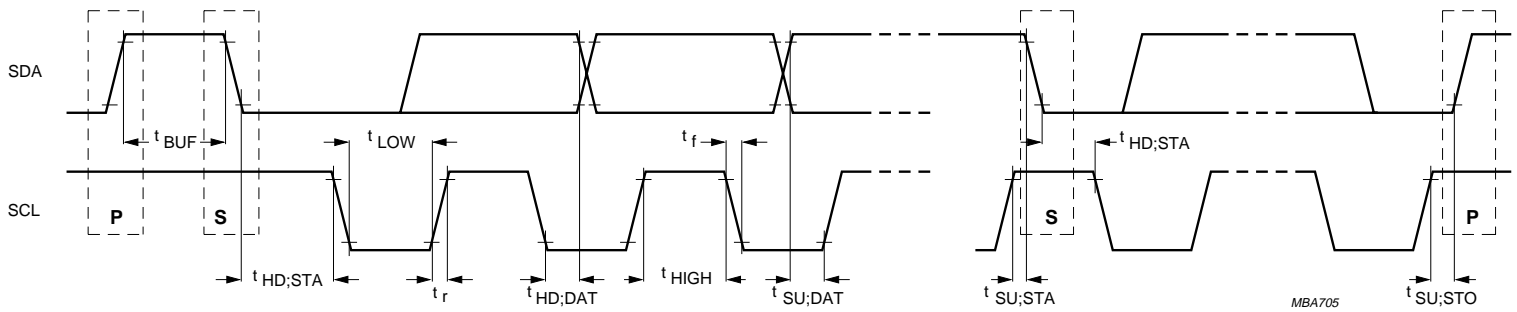 SDA
t BUF
t LOW
t f
t HD;STA
SCL
P
S
S
P
t HD;STA
t r
t HD;DAT
t HIGH
t SU;DAT
t SU;STA
MBA705
t SU;STO